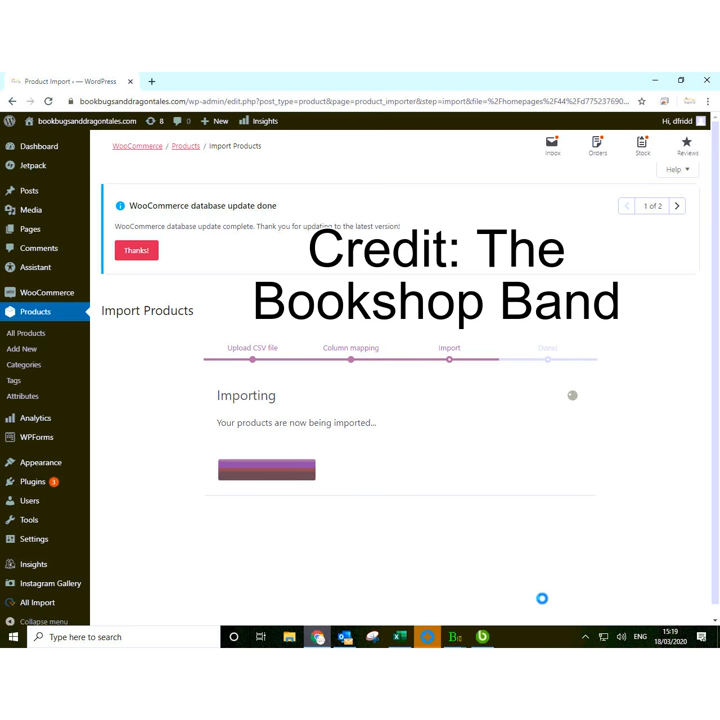 Product Import ‹ — WordPress
bookbugsanddragontales.com/wp-admin/edit.php?post_type=product&page=product_importer&step=import&file=%2Fhomepages%2F44%2Fd775237690...
bookbugsanddragontales.com 8 0 New Insights Hi, dfridd
Dashboard
Jetpack
Posts
Media
Pages
Comments
Assistant
WooCommerce
Products
All Products
Add New
Categories
Tags
Attributes
Analytics
WPForms
Appearance
Plugins 3
Users
Tools
Settings
Insights
Instagram Gallery
All Import
Collapse menu
WooCommerce / Products / Import Products
Inbox Orders Stock Reviews
Help
WooCommerce database update done
1 of 2
WooCommerce database update complete. Thank you for updating to the latest version!
Thanks!
Credit: The
Bookshop Band
Import Products
Upload CSV file Column mapping Import Done!
Importing
Your products are now being imported...
Type here to search
ENG
15:19
18/03/2020